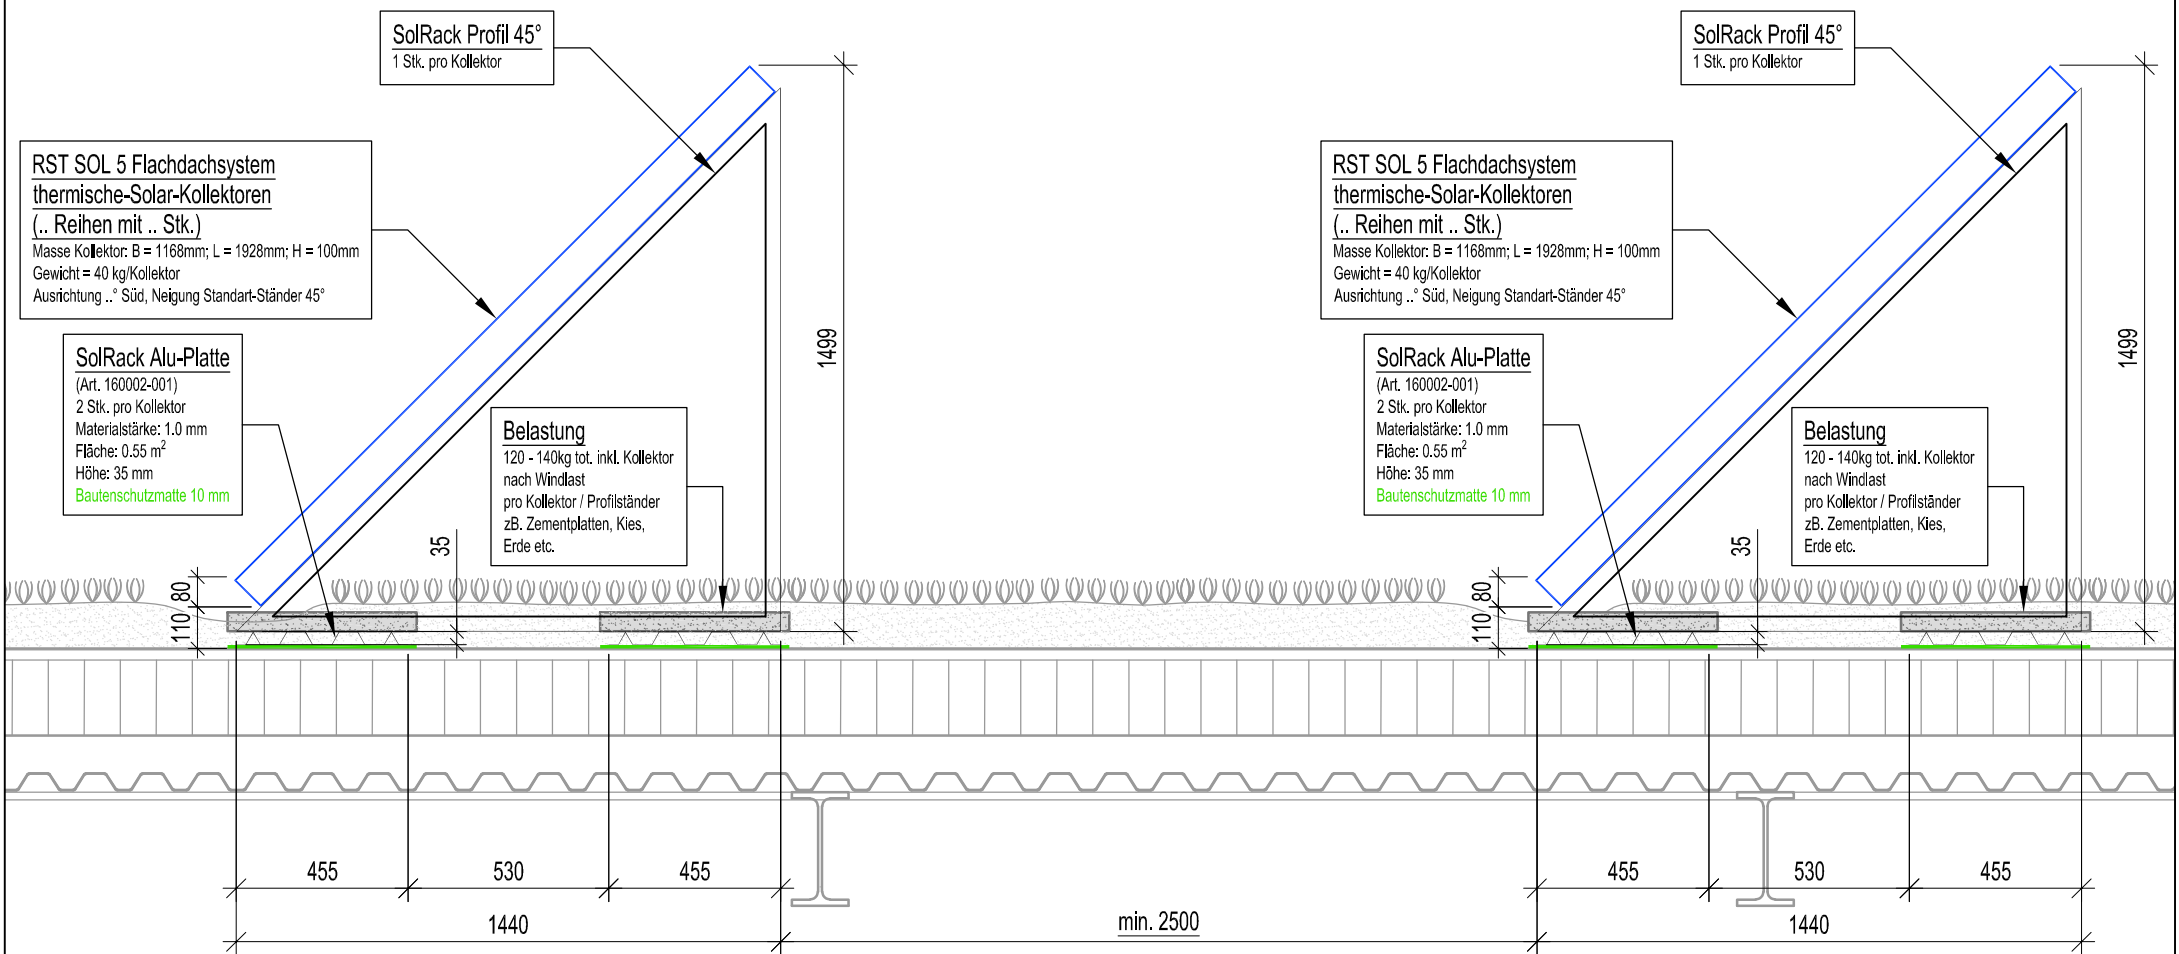 SolRack Profil 45°
1 Stk. pro Kollektor
RST SOL 5 Flachdachsystem
thermische-Solar-Kollektoren
(.. Reihen mit .. Stk.)
Masse Kollektor: B = 1168mm; L = 1928mm; H = 100mm
Gewicht = 40 kg/Kollektor
Ausrichtung ..° Süd, Neigung Standart-Ständer 45°
SolRack Alu-Platte
(Art. 160002-001)
2 Stk. pro Kollektor
Materialstärke: 1.0 mm
Fläche: 0.55 m²
Höhe: 35 mm
Bautenschutzmatte 10 mm
Belastung
120 - 140kg tot. inkl. Kollektor
nach Windlast
pro Kollektor / Profilständer
zB. Zementplatten, Kies,
Erde etc.
1499
35
80
110
455
530
455
1440
min. 2500
SolRack Profil 45°
1 Stk. pro Kollektor
RST SOL 5 Flachdachsystem
thermische-Solar-Kollektoren
(.. Reihen mit .. Stk.)
Masse Kollektor: B = 1168mm; L = 1928mm; H = 100mm
Gewicht = 40 kg/Kollektor
Ausrichtung ..° Süd, Neigung Standart-Ständer 45°
SolRack Alu-Platte
(Art. 160002-001)
2 Stk. pro Kollektor
Materialstärke: 1.0 mm
Fläche: 0.55 m²
Höhe: 35 mm
Bautenschutzmatte 10 mm
Belastung
120 - 140kg tot. inkl. Kollektor
nach Windlast
pro Kollektor / Profilständer
zB. Zementplatten, Kies,
Erde etc.
1499
35
80
110
455
530
455
1440